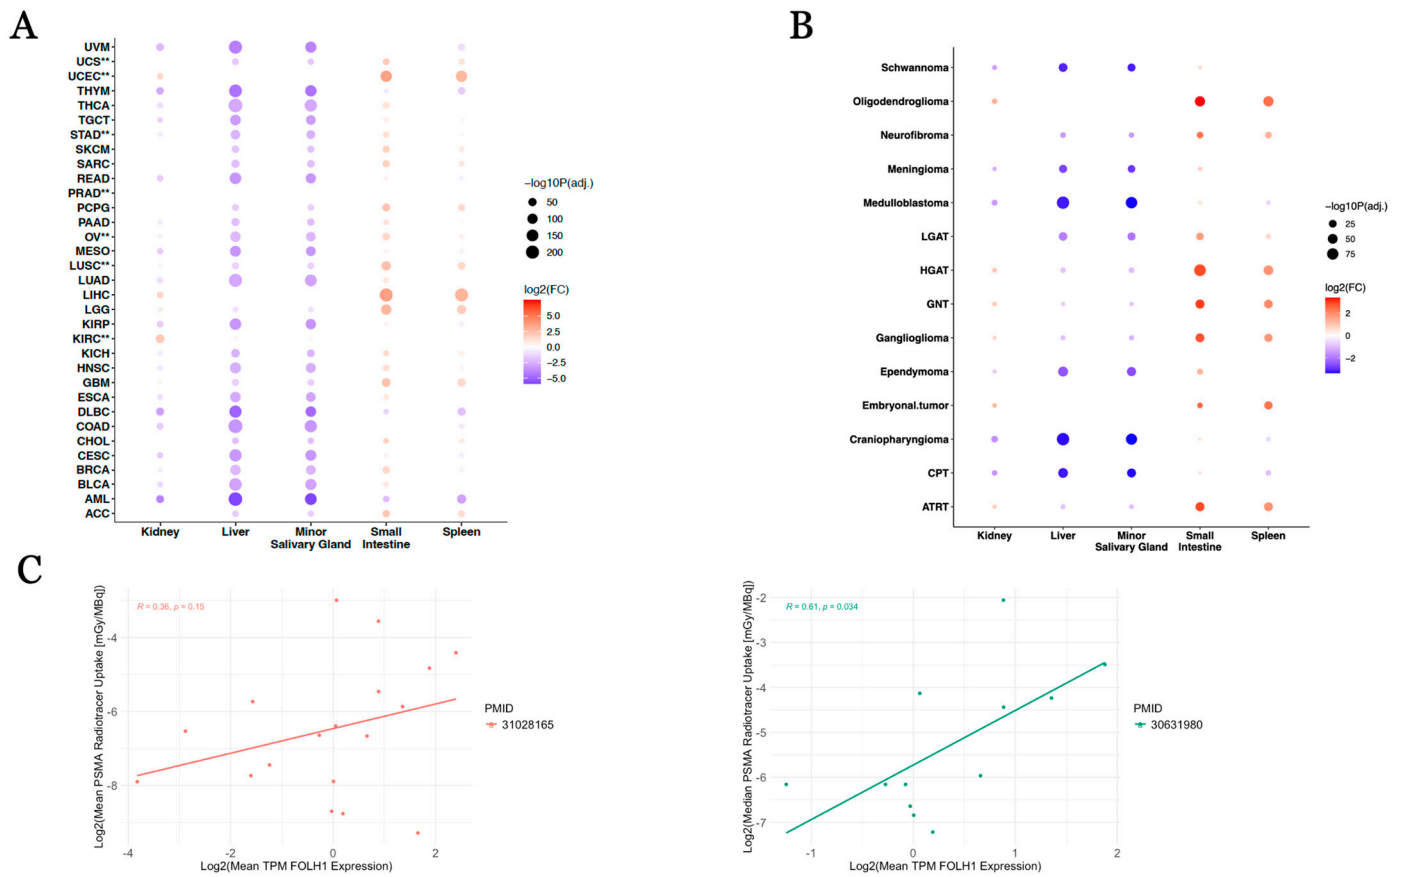 A
UVM
UCS**
UCEC**
THYM
THCA
TGCT
STAD**
SKCM
SARC
READ
PRAD**
PCPG
PAAD
OV**
MESO
LUSC**
LUAD
LIHC
LGG
KIRP
KIRC**
KICH
HNSC
GBM
ESCA
DLBC
COAD
CHOL
CESC
BRCA
BLCA
AML
ACC
Kidney
Liver
Minor
Salivary Gland
Small
Intestine
Spleen
−log10P(adj.)
50
100
150
200
log2(FC)
5.0
2.5
0.0
−2.5
−5.0
B
Schwannoma
Oligodendroglioma
Neurofibroma
Meningioma
Medulloblastoma
LGAT
HGAT
GNT
Ganglioglioma
Ependymoma
Embryonal.tumor
Craniopharyngioma
CPT
ATRT
Kidney
Liver
Minor
Salivary Gland
Small
Intestine
Spleen
−log10P(adj.)
25
50
75
log2(FC)
2
0
−2
C
Log2(Mean PSMA Radiotracer Uptake [mGy/MBq])
R = 0.36, p = 0.15
-4
-6
-8
-4
-2
0
2
Log2(Mean TPM FOLH1 Expression)
PMID
31028165
Log2(Median PSMA Radiotracer Uptake [mGy/MBq])
R = 0.61, p = 0.034
-2
-3
-4
-5
-6
-7
-1
0
1
2
Log2(Mean TPM FOLH1 Expression)
PMID
30631980